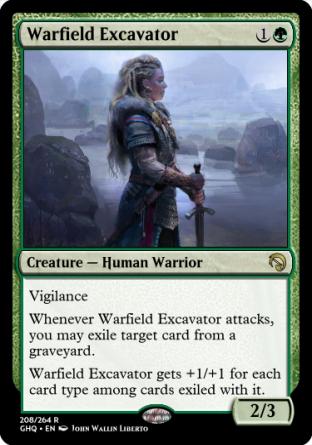 Warfield Excavator 1
Creature — Human Warrior
Vigilance
Whenever Warfield Excavator attacks,
you may exile target card from a
graveyard.
Warfield Excavator gets +1/+1 for each
card type among cards exiled with it.
2/3
208/264 R
GHQ • EN John Wallin Liberto